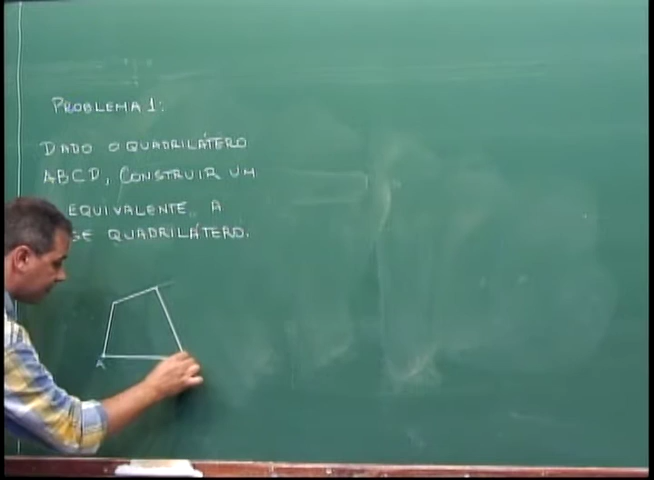 PROBLEMA 1:
DADO O QUADRILÁTERO
ABCD, CONSTRUIR UM
EQUIVALENTE A
SE QUADRILÁTERO.
A